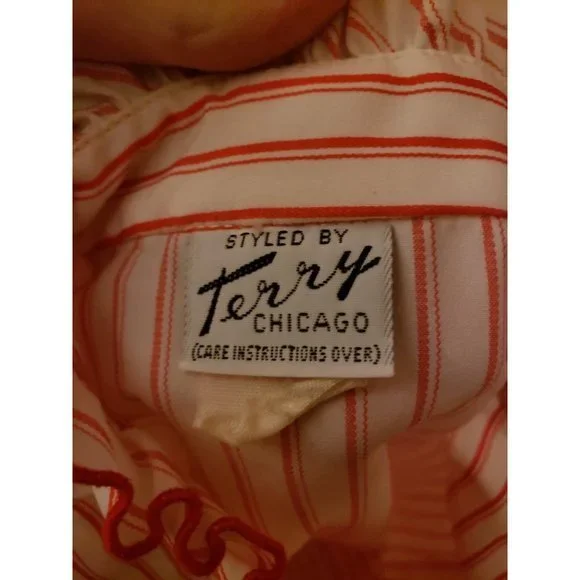 STYLED BY
Terry
CHICAGO
(CARE INSTRUCTIONS OVER)